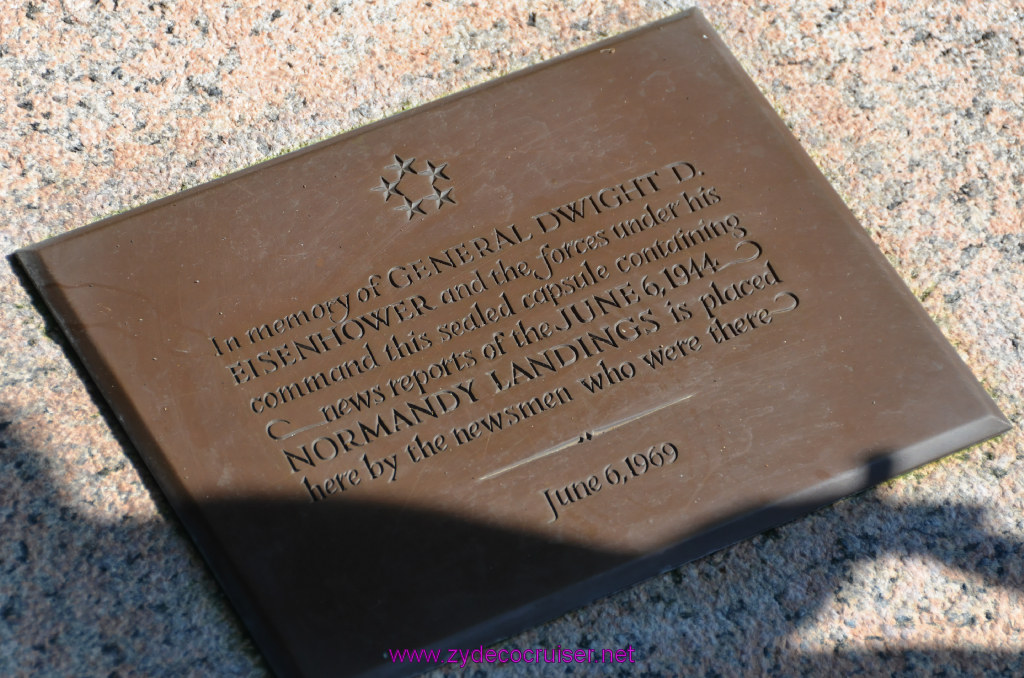 In memory of GENERAL DWIGHT D.
EISENHOWER and the forces under his
command this sealed capsule containing
news reports of the JUNE 6, 1944
NORMANDY LANDINGS is placed
here by the newsmen who were there
June 6, 1969
www.zydecocruiser.net